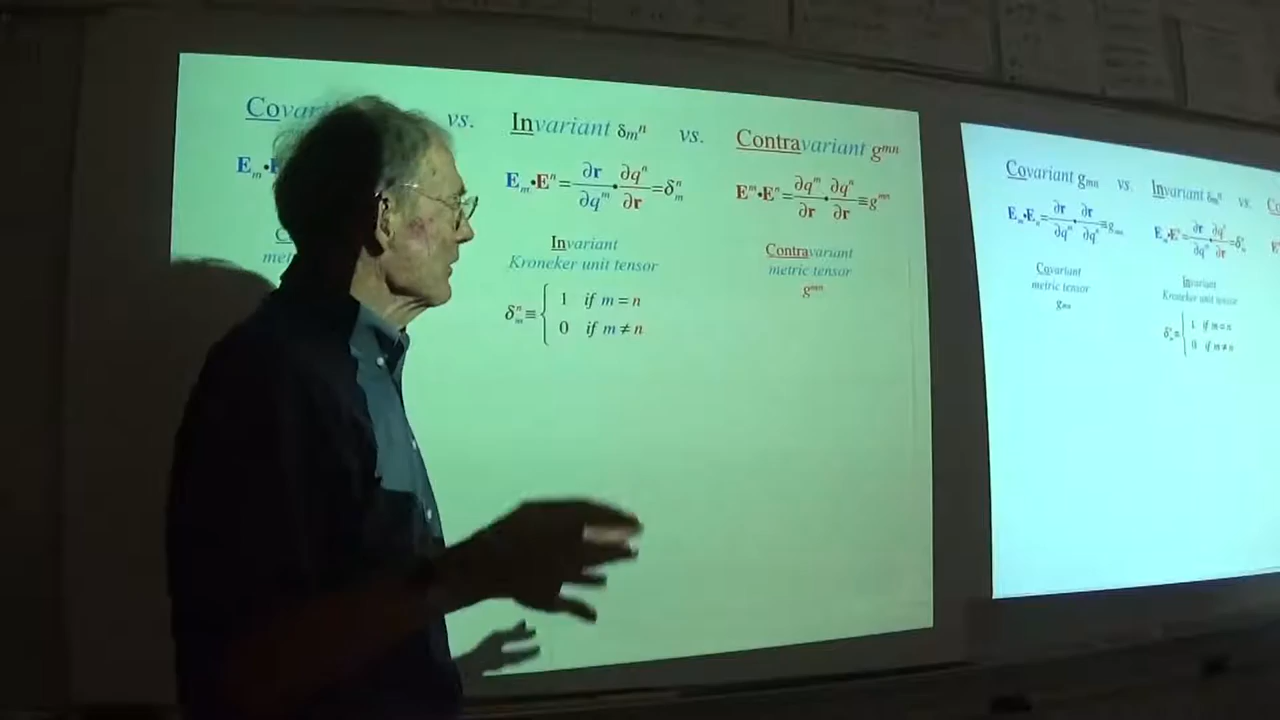 Covari vs. Invariant δₘⁿ vs. Contravariant gᵐⁿ
Eₘ• Eₘ•Eⁿ = ∂r/∂qᵐ • ∂qⁿ/∂r = δₘⁿ Eᵐ•Eⁿ = ∂qᵐ/∂r • ∂qⁿ/∂r ≡ gᵐⁿ
Invariant
Kroneker unit tensor
δₘⁿ ≡ { 1 if m = n
0 if m ≠ n
Contravariant
metric tensor
gᵐⁿ
Covariant gₘₙ vs. Invariant δₘⁿ vs.
Eₘ•Eₙ = ∂r/∂qᵐ • ∂r/∂qⁿ ≡ gₘₙ Eₘ•Eⁿ = ∂r/∂qᵐ • ∂qⁿ/∂r = δₘⁿ
Covariant
metric tensor
gₘₙ
Invariant
Kroneker unit tensor
δₘⁿ ≡ { 1 if m = n
0 if m ≠ n